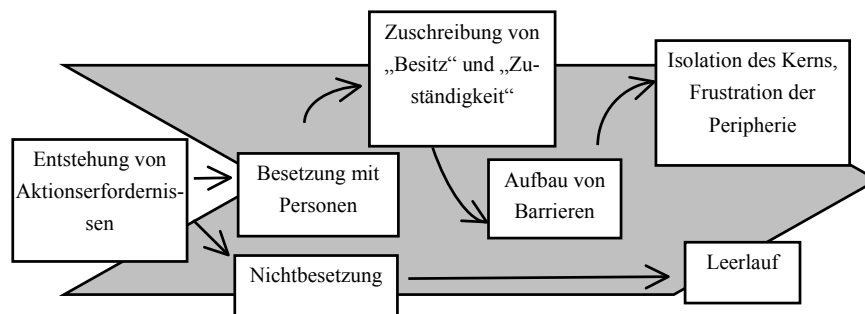 Entstehung von
Aktionserfordernis-
sen
Besetzung mit
Personen
Zuschreibung von
„Besitz“ und „Zu-
ständigkeit“
Aufbau von
Barrieren
Isolation des Kerns,
Frustration der
Peripherie
Nichtbesetzung
Leerlauf